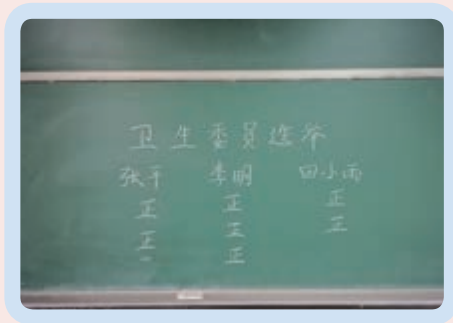 卫生委员选举
张平 李明 田小雨
正 正 正
正 正 正
一 正